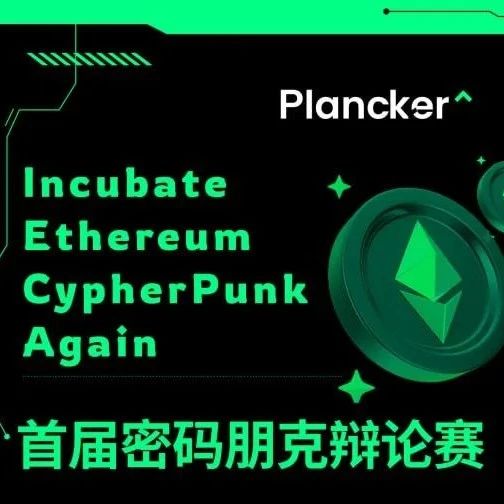 Plancker^
Incubate
Ethereum
CypherPunk
Again
首届密码朋克辩论赛